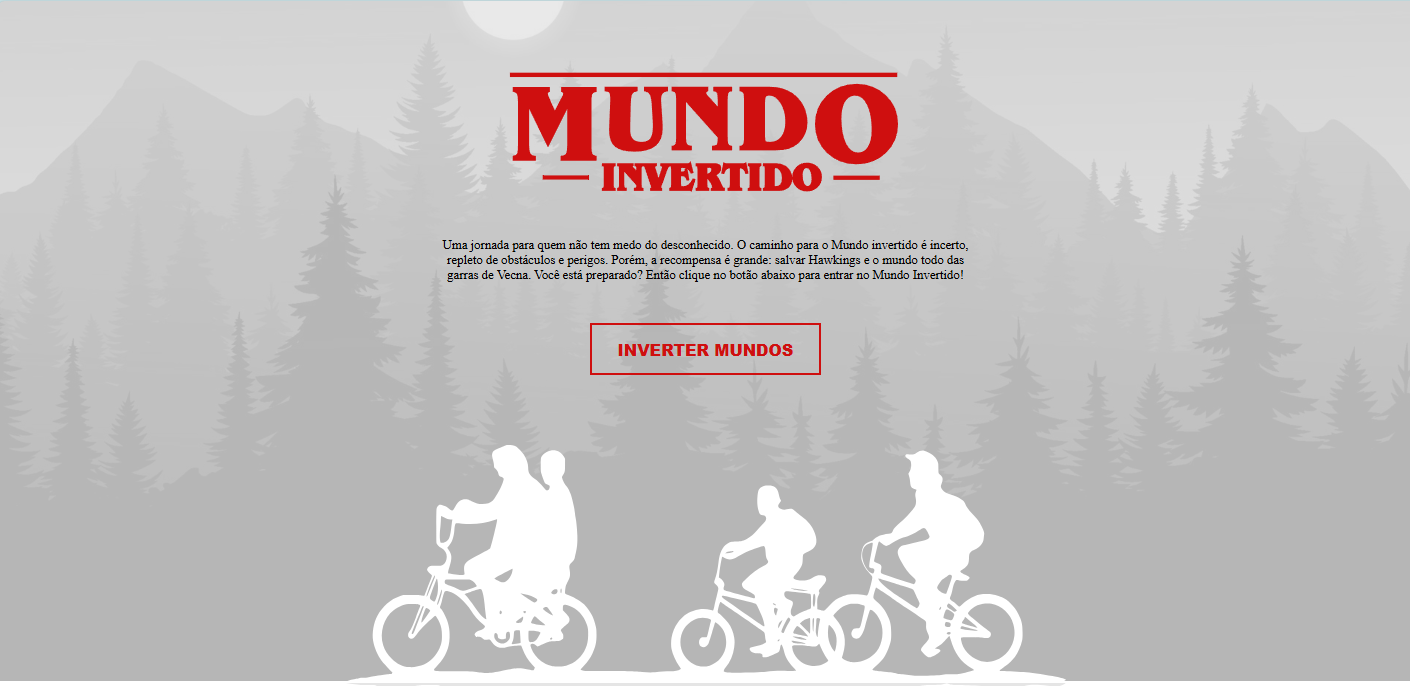 MUNDO
INVERTIDO
Uma jornada para quem não tem medo do desconhecido. O caminho para o Mundo invertido é incerto,
repleto de obstáculos e perigos. Porém, a recompensa é grande: salvar Hawkings e o mundo todo das
garras de Vecna. Você está preparado? Então clique no botão abaixo para entrar no Mundo Invertido!
INVERTER MUNDOS